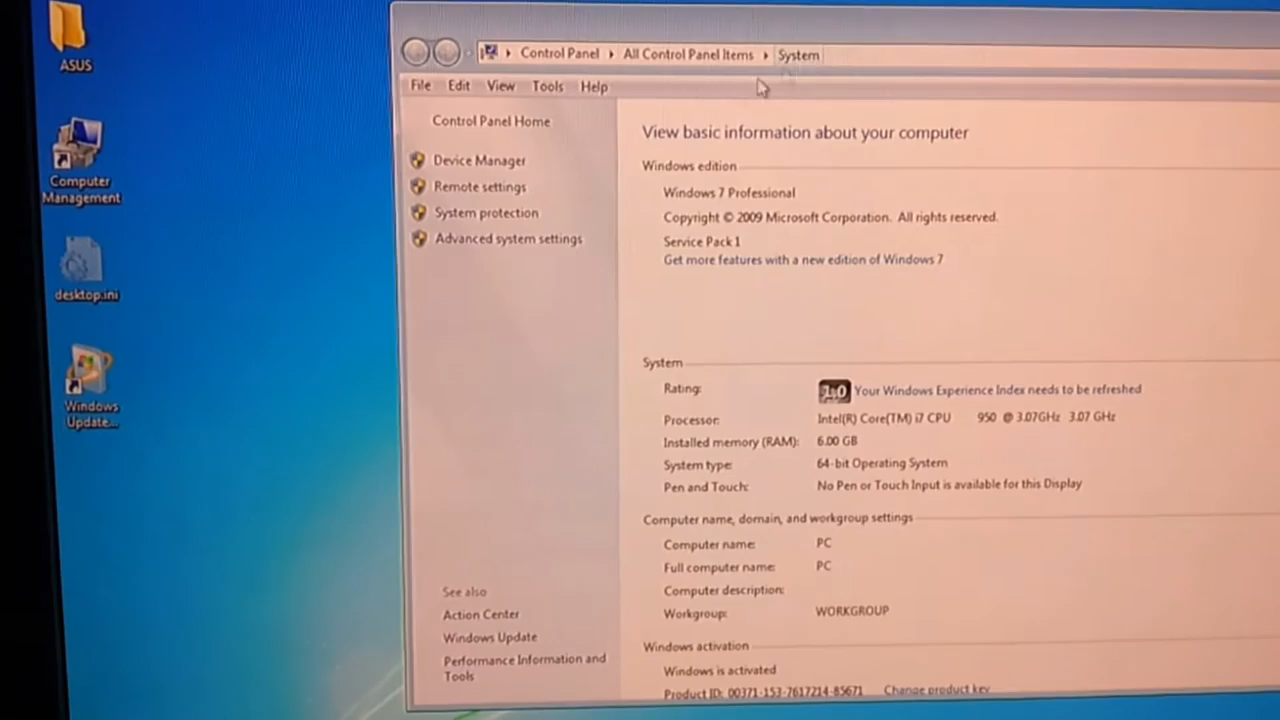 ASUS
Computer
Management
desktop.ini
Windows
Update...
Control Panel
All Control Panel Items
System
File Edit View Tools Help
Control Panel Home
Device Manager
Remote settings
System protection
Advanced system settings
See also
Action Center
Windows Update
Performance Information and
Tools
View basic information about your computer
Windows edition
Windows 7 Professional
Copyright © 2009 Microsoft Corporation. All rights reserved.
Service Pack 1
Get more features with a new edition of Windows 7
System
Rating: 1.0 Your Windows Experience Index needs to be refreshed
Processor: Intel(R) Core(TM) i7 CPU 950 @ 3.07GHz 3.07 GHz
Installed memory (RAM): 6.00 GB
System type: 64-bit Operating System
Pen and Touch: No Pen or Touch Input is available for this Display
Computer name, domain, and workgroup settings
Computer name: PC
Full computer name: PC
Computer description:
Workgroup: WORKGROUP
Windows activation
Windows is activated
Product ID: 00371-153-7617214-85671 Change product key